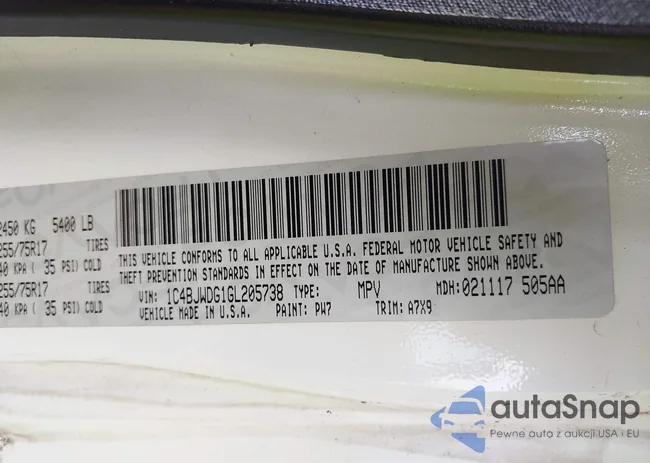 2450 KG 5400 LB
255/75R17 TIRES
40 KPA ( 35 PSI) COLD
255/75R17 TIRES
40 KPA ( 35 PSI) COLD
THIS VEHICLE CONFORMS TO ALL APPLICABLE U.S.A. FEDERAL MOTOR VEHICLE SAFETY AND
THEFT PREVENTION STANDARDS IN EFFECT ON THE DATE OF MANUFACTURE SHOWN ABOVE.
VIN: 1C4BJWDG1GL205738 TYPE: MPV MDH: 021117 505AA
VEHICLE MADE IN U.S.A. PAINT: PW7 TRIM: A7X9
autaSnap
Pewne auta z aukcji USA i EU